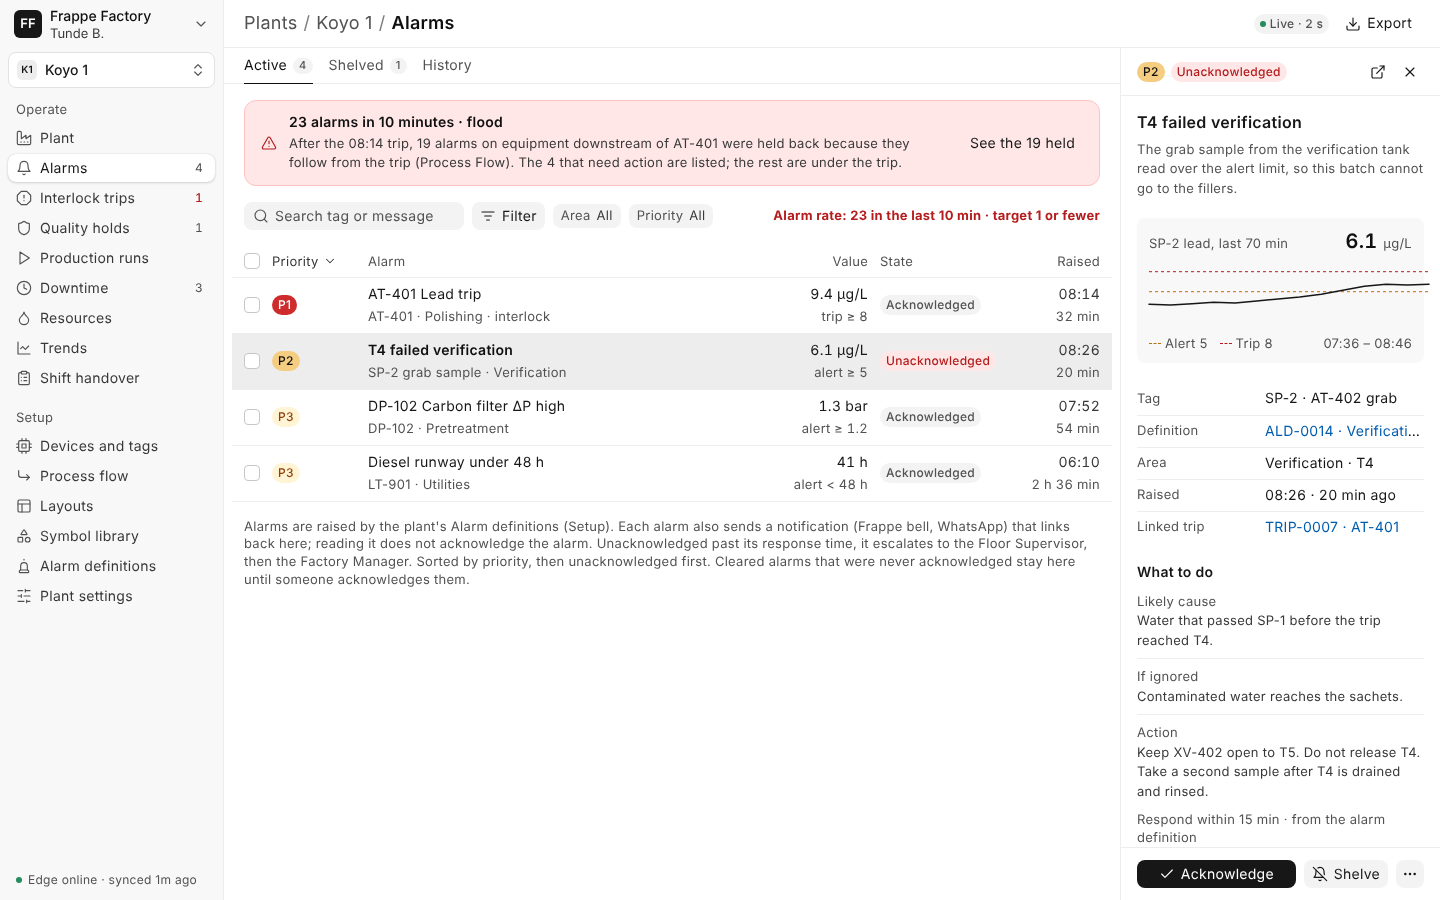 FF
Frappe Factory
Tunde B.
K1 Koyo 1
Operate
Plant
Alarms 4
Interlock trips 1
Quality holds 1
Production runs
Downtime 3
Resources
Trends
Shift handover
Setup
Devices and tags
Process flow
Layouts
Symbol library
Alarm definitions
Plant settings
Edge online · synced 1m ago
Plants / Koyo 1 / Alarms
Live · 2 s
Export
Active 4 Shelved 1 History
23 alarms in 10 minutes · flood
After the 08:14 trip, 19 alarms on equipment downstream of AT-401 were held back because they
follow from the trip (Process Flow). The 4 that need action are listed; the rest are under the trip.
See the 19 held
Search tag or message Filter Area All Priority All Alarm rate: 23 in the last 10 min · target 1 or fewer
Priority Alarm Value State Raised
P1 AT-401 Lead trip 9.4 µg/L Acknowledged 08:14
AT-401 · Polishing · interlock trip ≥ 8 32 min
P2 T4 failed verification 6.1 µg/L Unacknowledged 08:26
SP-2 grab sample · Verification alert ≥ 5 20 min
P3 DP-102 Carbon filter ΔP high 1.3 bar Acknowledged 07:52
DP-102 · Pretreatment alert ≥ 1.2 54 min
P3 Diesel runway under 48 h 41 h Acknowledged 06:10
LT-901 · Utilities alert < 48 h 2 h 36 min
Alarms are raised by the plant's Alarm definitions (Setup). Each alarm also sends a notification (Frappe bell, WhatsApp) that links
back here; reading it does not acknowledge the alarm. Unacknowledged past its response time, it escalates to the Floor Supervisor,
then the Factory Manager. Sorted by priority, then unacknowledged first. Cleared alarms that were never acknowledged stay here
until someone acknowledges them.
P2 Unacknowledged
T4 failed verification
The grab sample from the verification tank
read over the alert limit, so this batch cannot
go to the fillers.
SP-2 lead, last 70 min 6.1 µg/L
Alert 5 Trip 8 07:36 – 08:46
Tag SP-2 · AT-402 grab
Definition ALD-0014 · Verificati...
Area Verification · T4
Raised 08:26 · 20 min ago
Linked trip TRIP-0007 · AT-401
What to do
Likely cause
Water that passed SP-1 before the trip
reached T4.
If ignored
Contaminated water reaches the sachets.
Action
Keep XV-402 open to T5. Do not release T4.
Take a second sample after T4 is drained
and rinsed.
Respond within 15 min · from the alarm
definition
Acknowledge Shelve